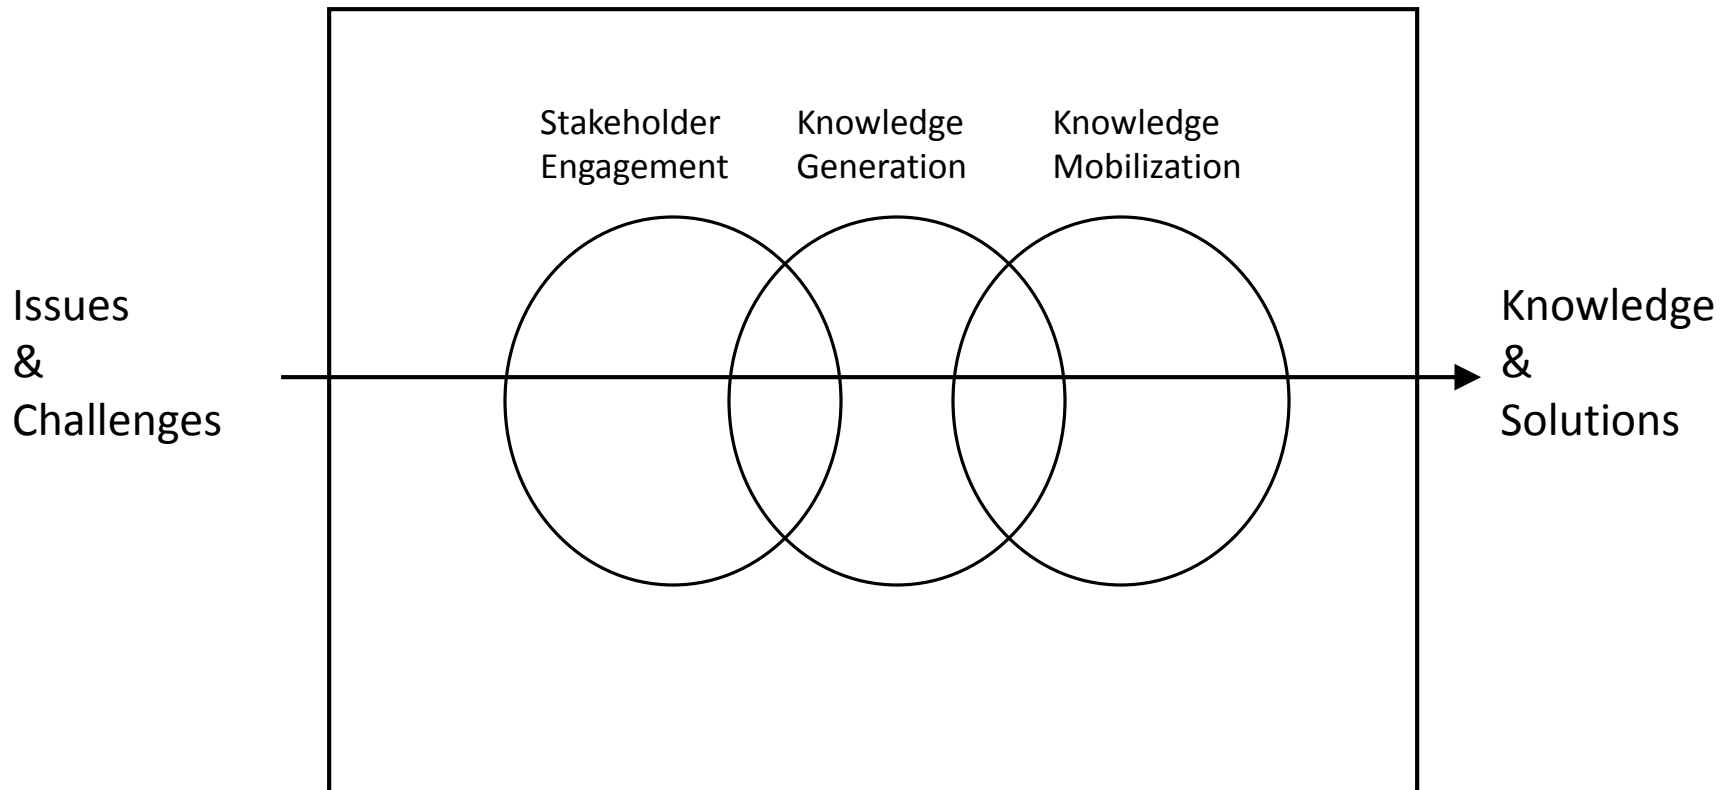 Stakeholder
Engagement
Knowledge
Generation
Knowledge
Mobilization
Issues
&
Challenges
Knowledge
&
Solutions